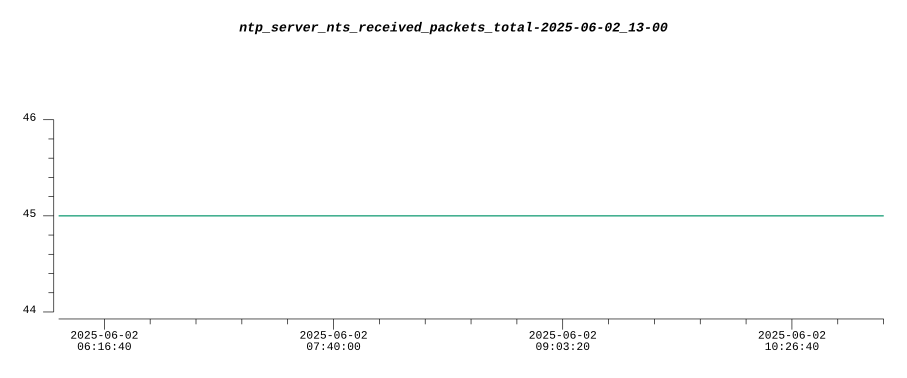 ntp_server_nts_received_packets_total-2025-06-02_13-00
46
45
44
2025-06-02 2025-06-02 2025-06-02 2025-06-02
06:16:40 07:40:00 09:03:20 10:26:40